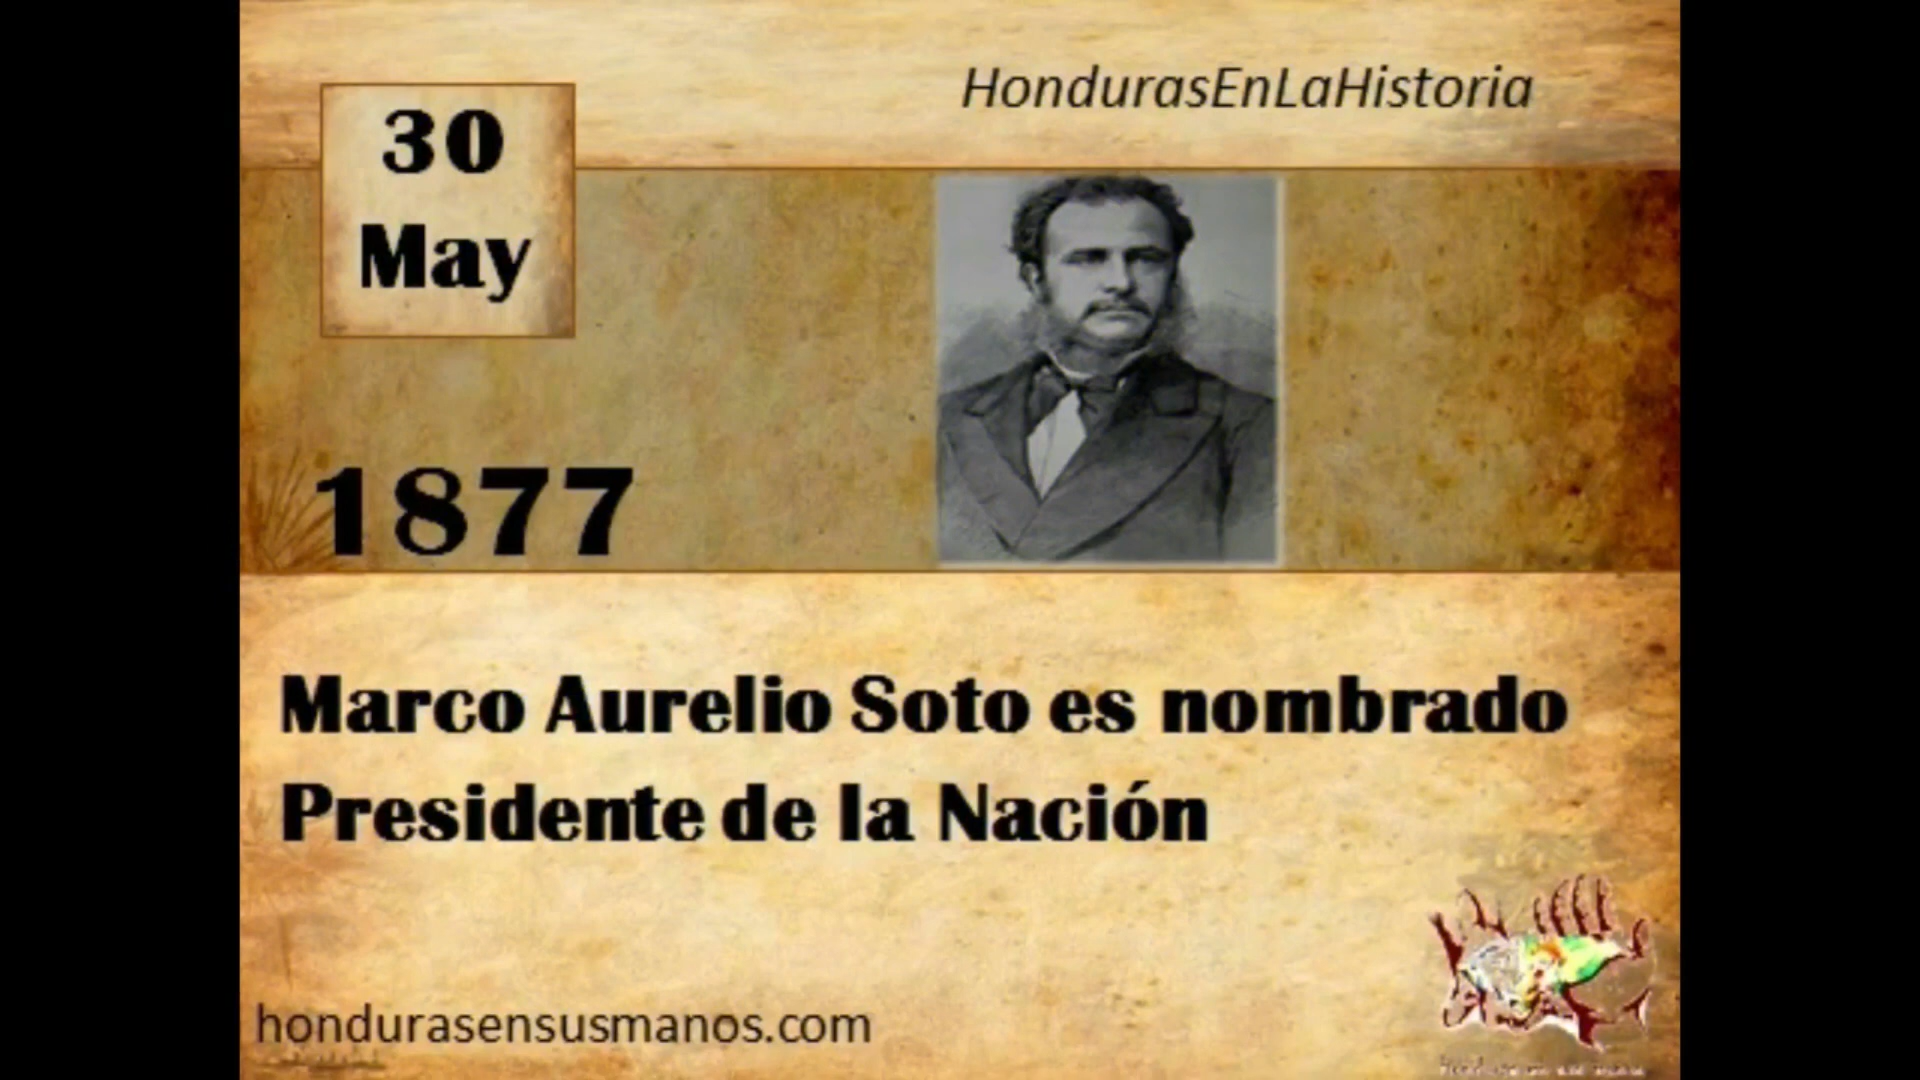 HondurasEnLaHistoria
30
May
1877
Marco Aurelio Soto es nombrado
Presidente de la Nación
hondurasensusmanos.com